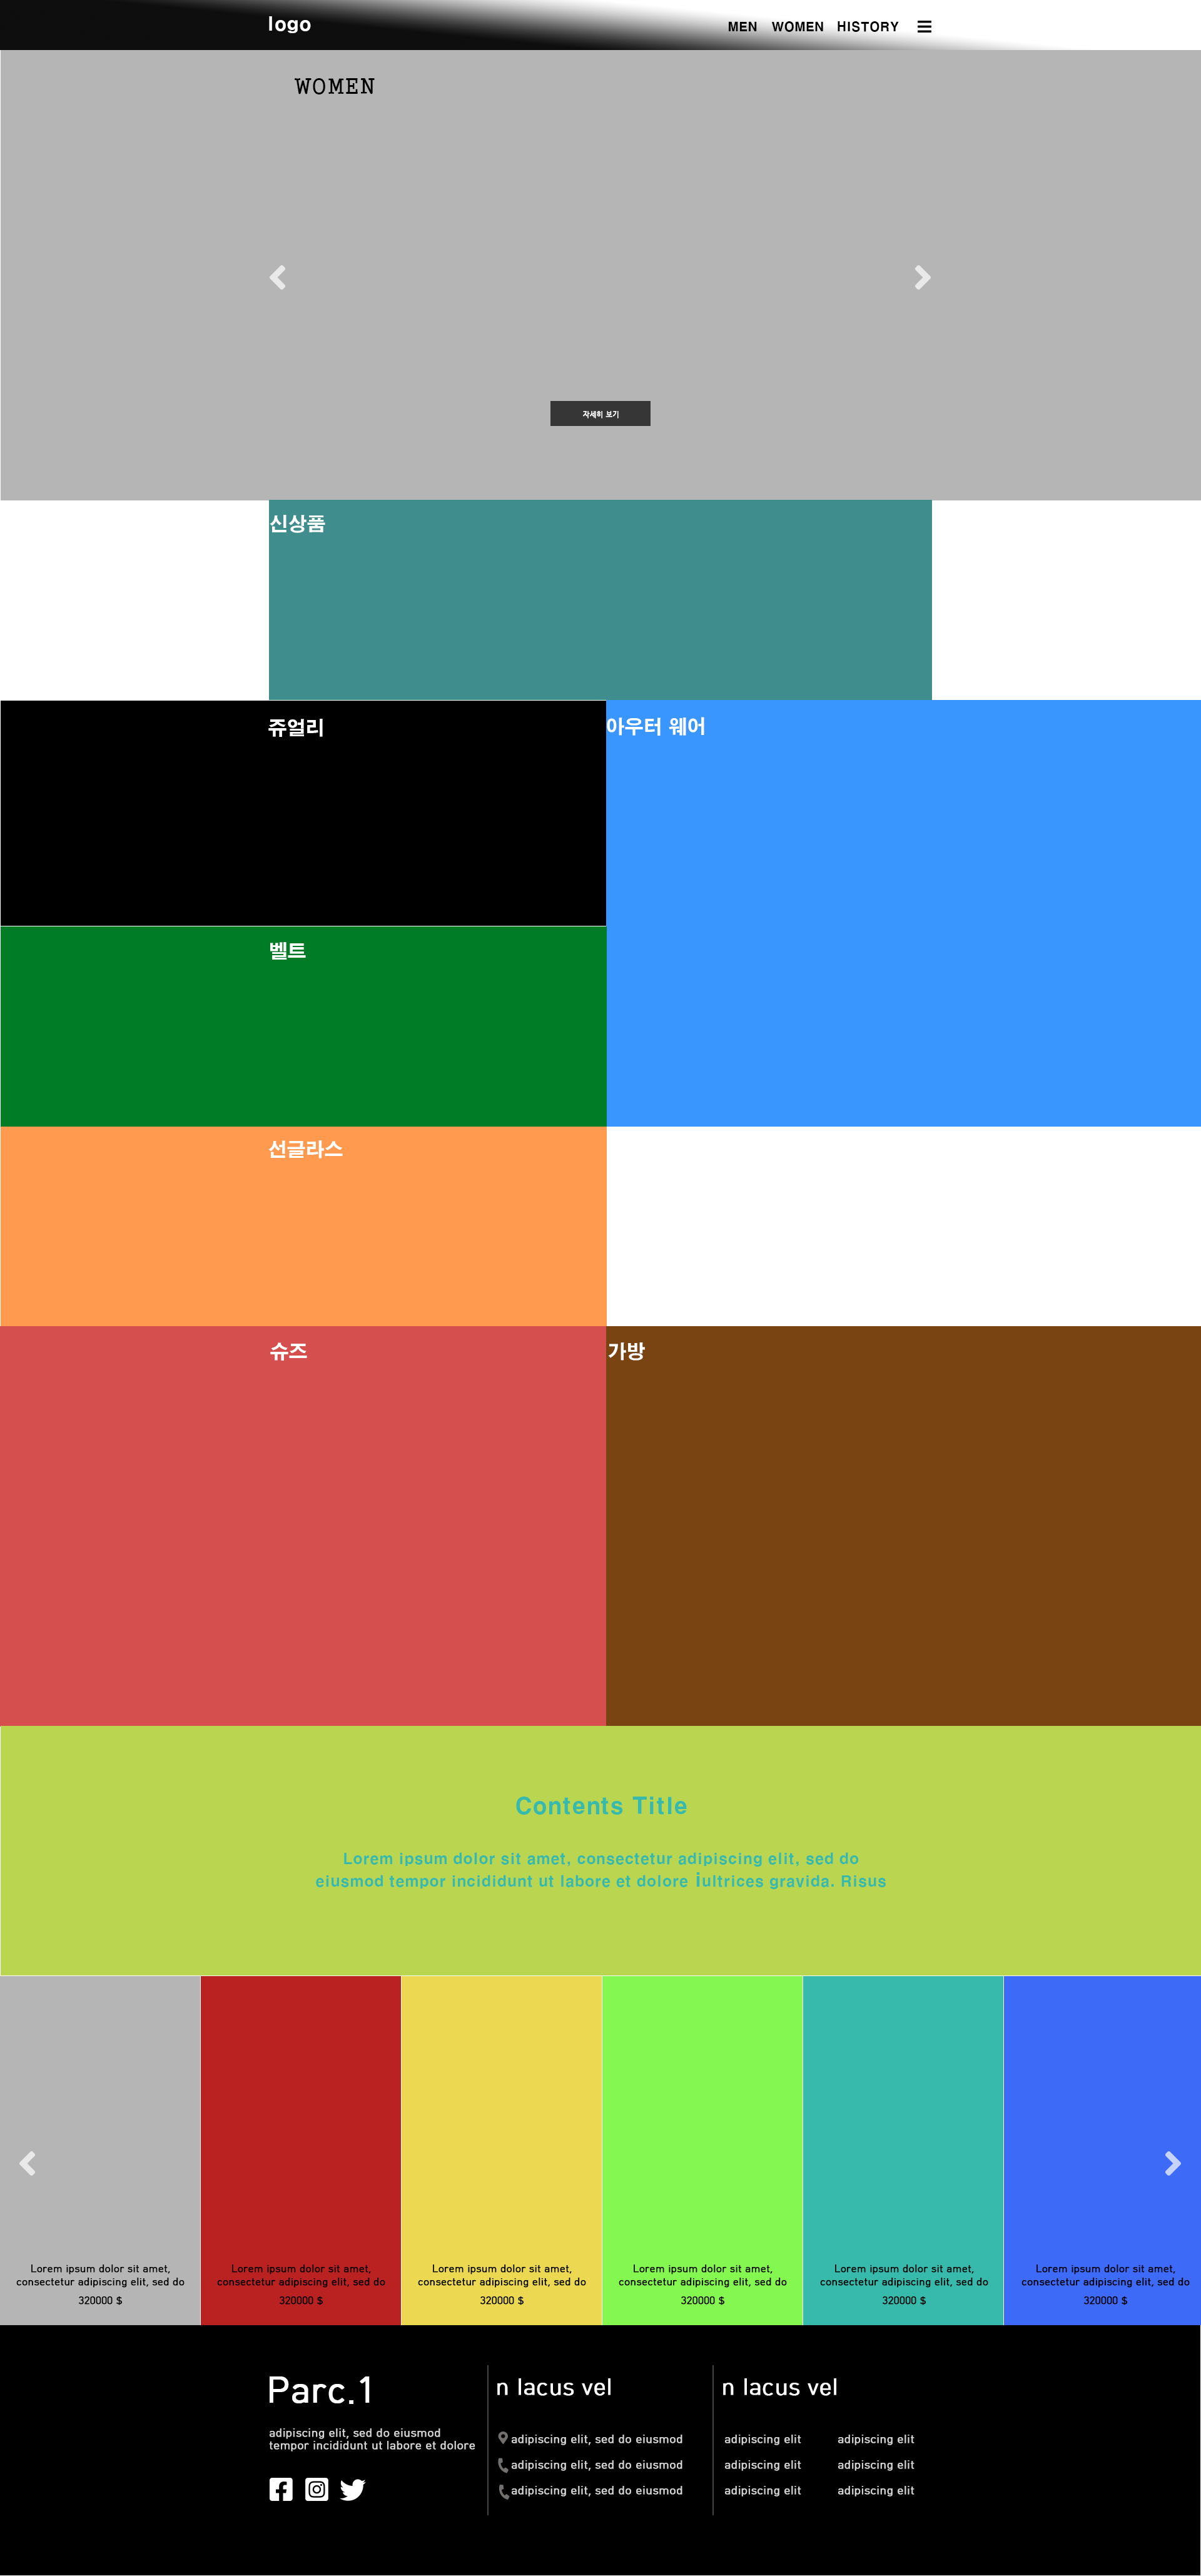 logo
MEN WOMEN HISTORY
WOMEN
자세히 보기
신상품
쥬얼리
아우터 웨어
벨트
선글라스
슈즈
가방
Contents Title
Lorem ipsum dolor sit amet, consectetur adipiscing elit, sed do
eiusmod tempor incididunt ut labore et dolore iultrices gravida. Risus
Lorem ipsum dolor sit amet,
consectetur adipiscing elit, sed do
320000 $
Lorem ipsum dolor sit amet,
consectetur adipiscing elit, sed do
320000 $
Lorem ipsum dolor sit amet,
consectetur adipiscing elit, sed do
320000 $
Lorem ipsum dolor sit amet,
consectetur adipiscing elit, sed do
320000 $
Lorem ipsum dolor sit amet,
consectetur adipiscing elit, sed do
320000 $
Lorem ipsum dolor sit amet,
consectetur adipiscing elit, sed do
320000 $
Parc.1
adipiscing elit, sed do eiusmod
tempor incididunt ut labore et dolore
n lacus vel
adipiscing elit, sed do eiusmod
adipiscing elit, sed do eiusmod
adipiscing elit, sed do eiusmod
n lacus vel
adipiscing elit adipiscing elit
adipiscing elit adipiscing elit
adipiscing elit adipiscing elit